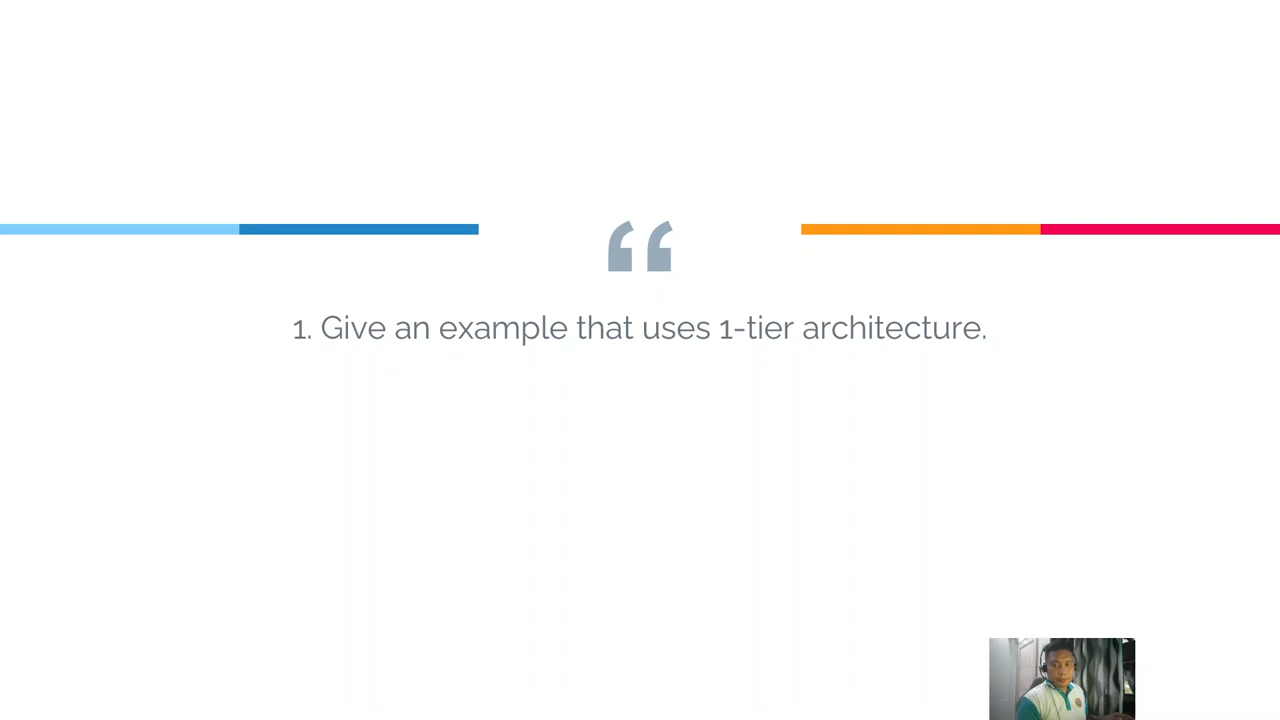 “
1. Give an example that uses 1-tier architecture.